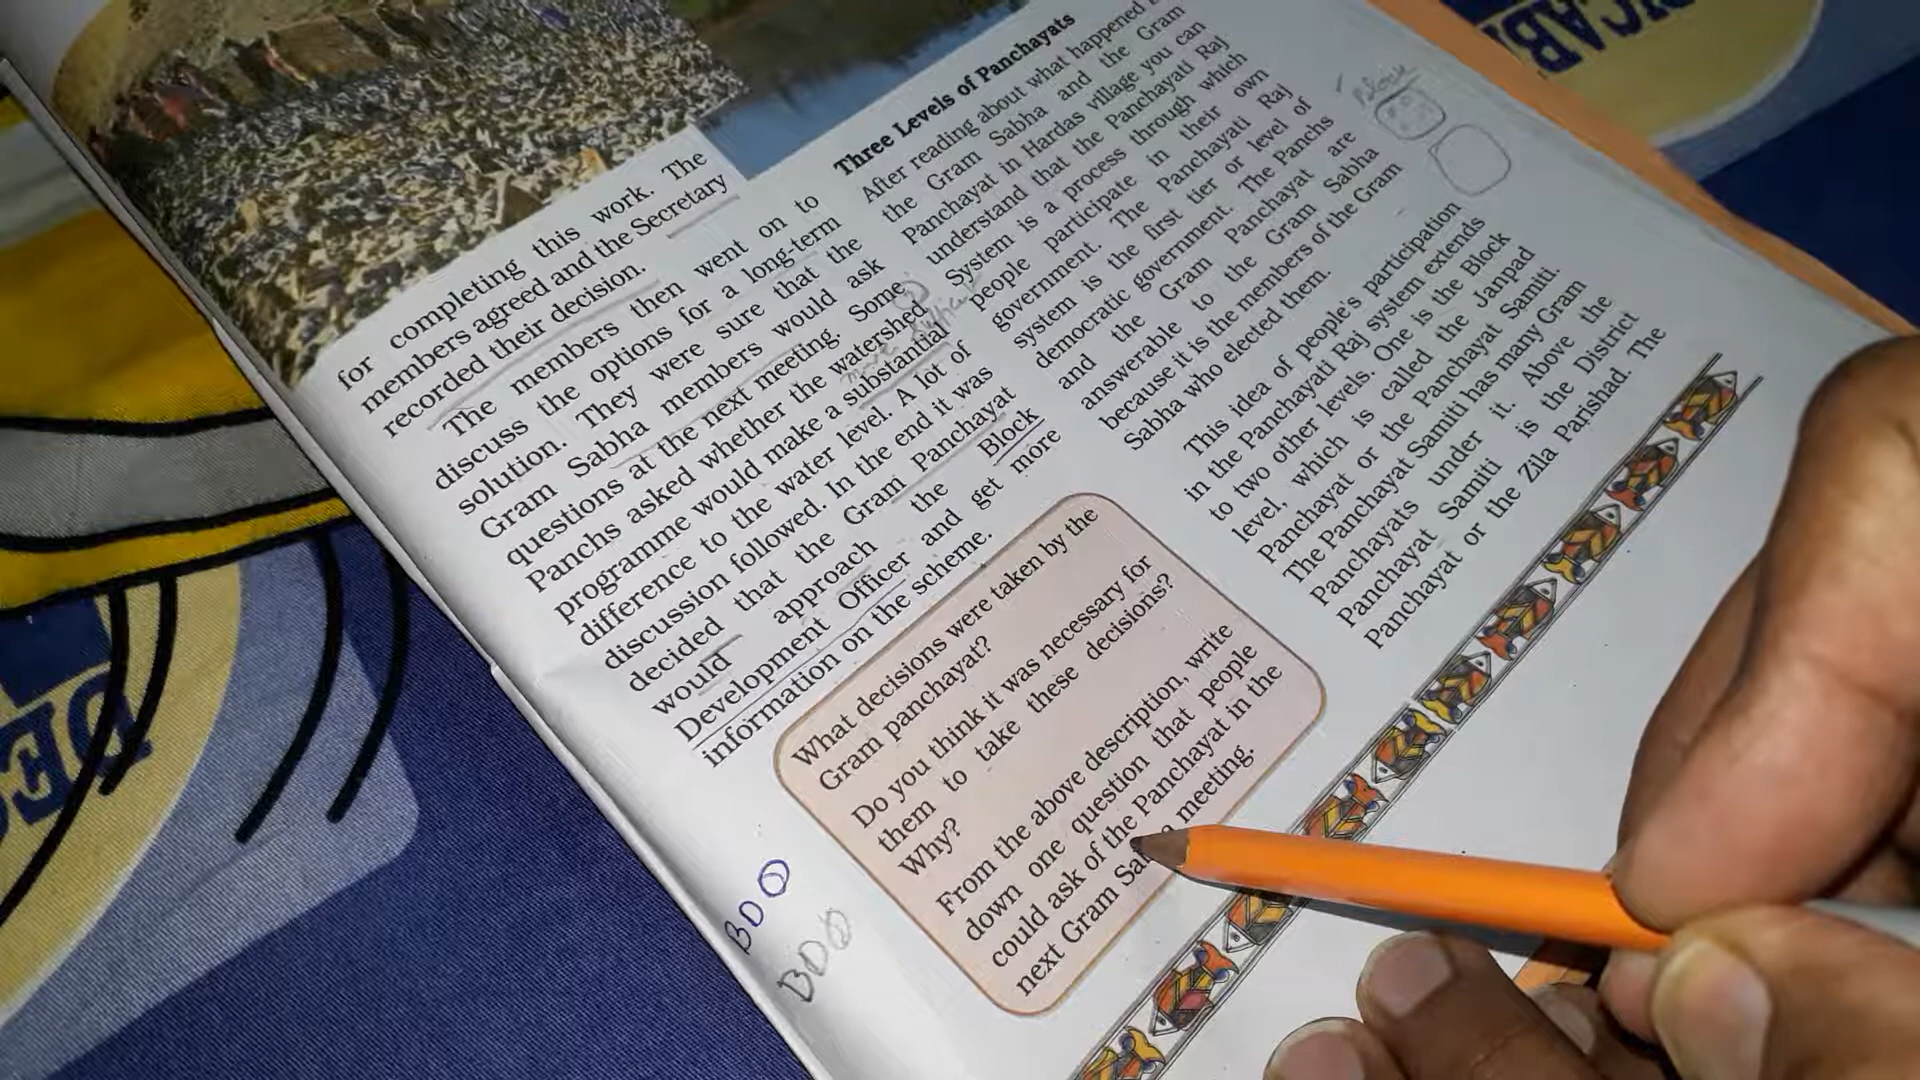 for completing this work. The
members agreed and the Secretary
recorded their decision.
The members then went on to
discuss the options for a long-term
solution. They were sure that the
Gram Sabha members would ask
questions at the next meeting. Some
Panchs asked whether the watershed
programme would make a substantial
difference to the water level. A lot of
discussion followed. In the end it was
decided that the Gram Panchayat
would approach the Block
Development Officer and get more
information on the scheme.
What decisions were taken by the
Gram panchayat?
Do you think it was necessary for
them to take these decisions?
Why?
From the above description, write
down one question that people
could ask of the Panchayat in the
next Gram meeting.
BDO
BDO
Three Levels of Panchayats
After reading about what happened
the Gram Sabha and the Gram
Panchayat in Hardas village you can
understand that the Panchayati Raj
System is a process through which
people participate in their own
government. The Panchayati Raj
system is the first tier or level of
democratic government. The Panchs
and the Gram Panchayat are
answerable to the Gram Sabha
because it is the members of the Gram
Sabha who elected them.
This idea of people's participation
in the Panchayati Raj system extends
to two other levels. One is the Block
level, which is called the Janpad
Panchayat or the Panchayat Samiti.
The Panchayat Samiti has many Gram
Panchayats under it. Above the
Panchayat Samiti is the District
Panchayat or the Zila Parishad. The